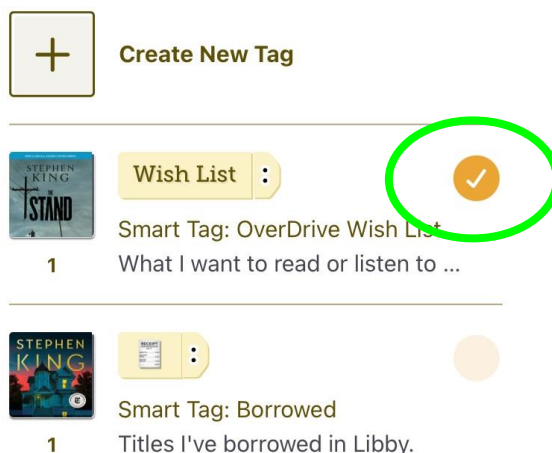 Create New Tag
STEPHEN
KING
THE
STAND
Wish List
Smart Tag: OverDrive Wish List
1
What I want to read or listen to ...
STEPHEN
KING
RECEIPT
Smart Tag: Borrowed
1
Titles I've borrowed in Libby.